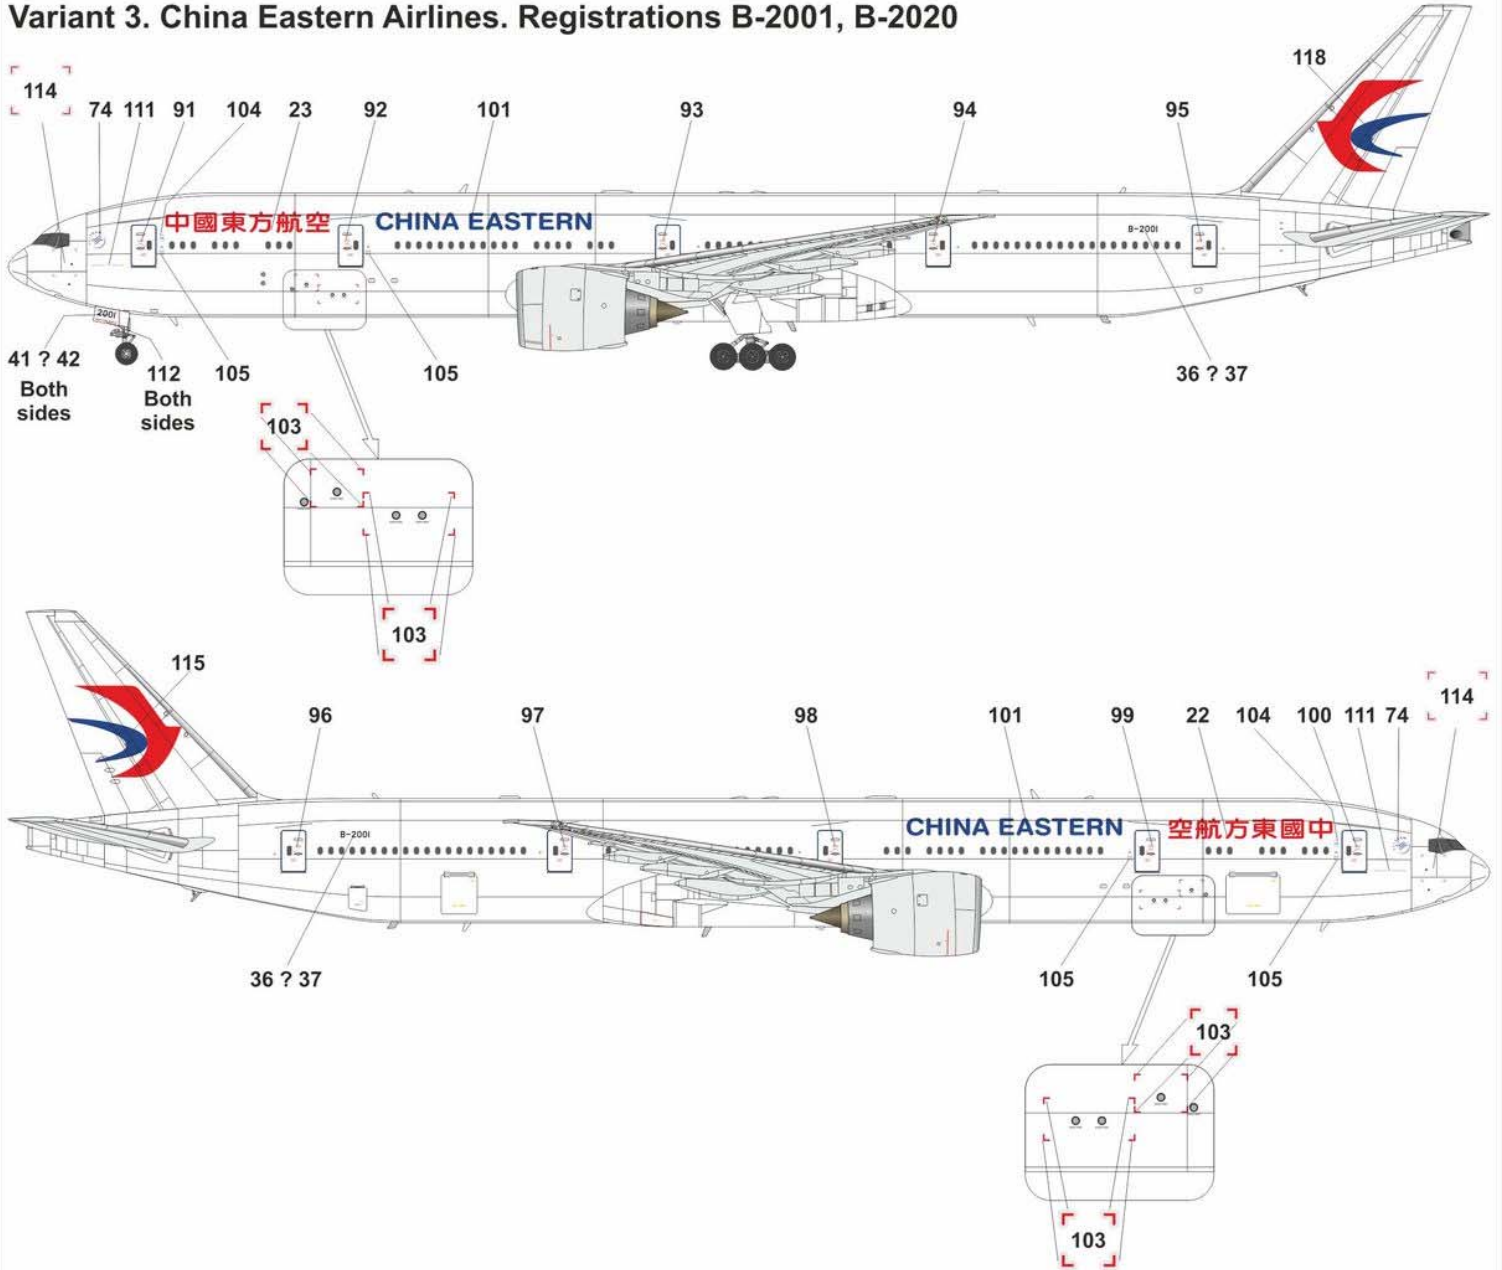 Variant 3. China Eastern Airlines. Registrations B-2001, B-2020
114
74 111 91 104 23 92 101 93 94 95 118
中國東方航空 CHINA EASTERN
B-2001
2001
41 ? 42
Both
sides
112
Both
sides
105
105
36 ? 37
103
103
115
96 97 98 101 99 22 104 100 111 74 114
B-2001
CHINA EASTERN 空航方東國中
36 ? 37
105
105
103
103